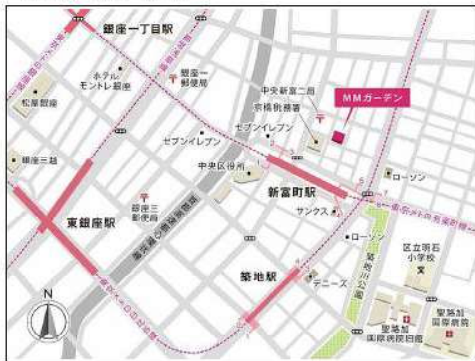 銀座一丁目駅
ホテル
モントレ銀座
松屋銀座
銀座一
郵便局
中央新富二局
京橋税務署
MMガーデン
セブンイレブン
セブンイレブン
銀座三越
中央区役所
新富町駅
ローソン
サンクス
東銀座駅
銀座三
郵便局
ローソン
築地川公園
区立明石
小学校
築地駅
デニーズ
聖路加
国際病院旧館
聖路加
国際病院
N